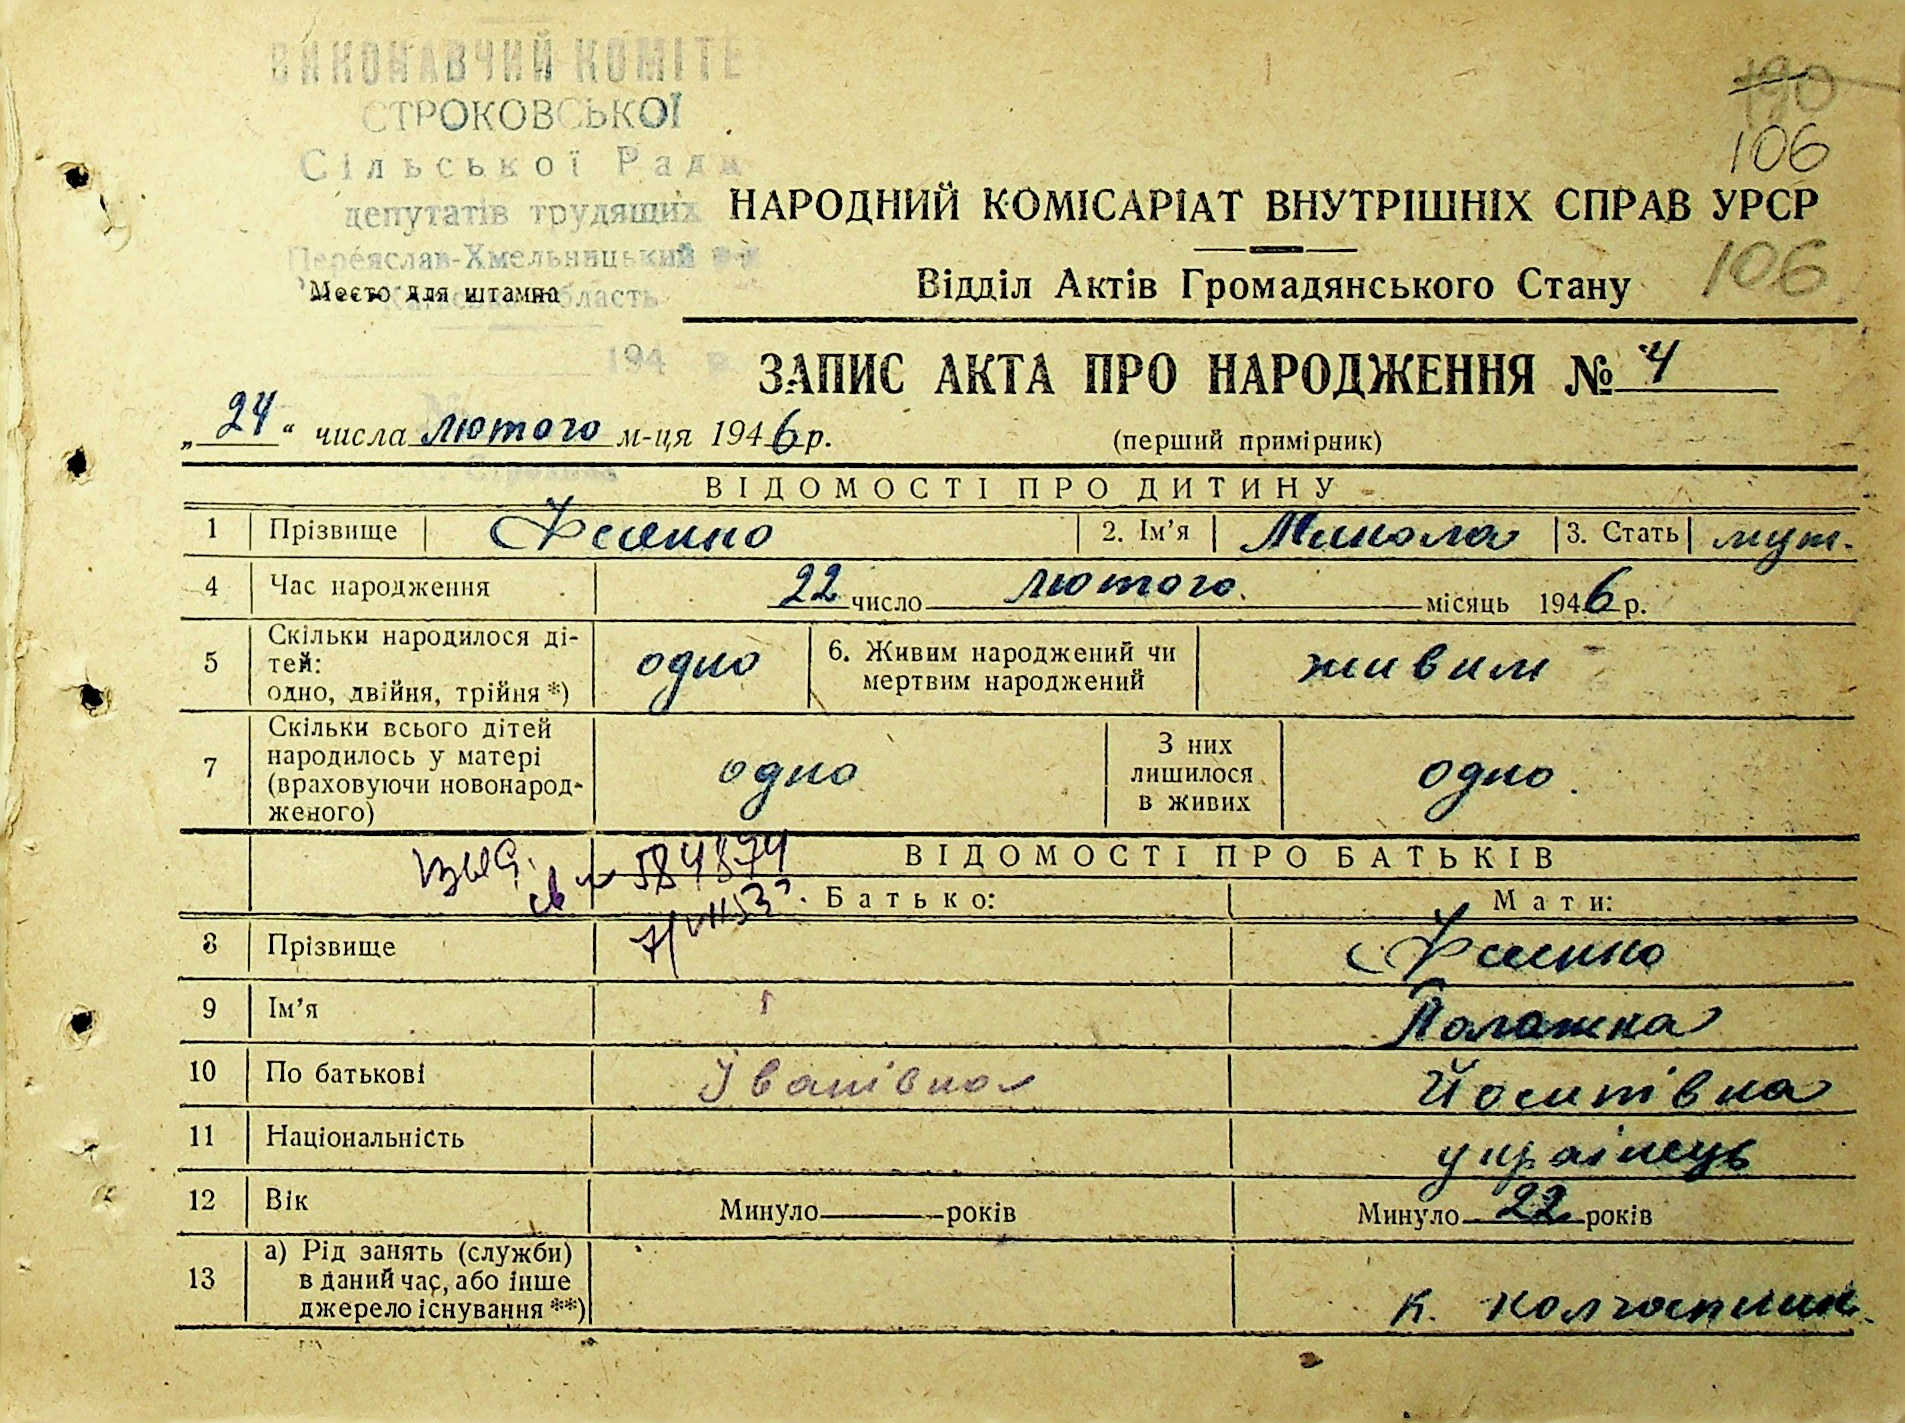 ВИКОНАВЧИЙ КОМІТЕ
СТРОКОВСЬКОЇ
Сільської Ради
депутатів трудящих
Переяслав-Хмельницький
область
Место для штампа
194
190
106
106
НАРОДНИЙ КОМІСАРІАТ ВНУТРІШНІХ СПРАВ УРСР
Відділ Актів Громадянського Стану
ЗАПИС АКТА ПРО НАРОДЖЕННЯ № 4
„24“ числа лютого м-ця 1946 р.
(перший примірник)
ВІДОМОСТІ ПРО ДИТИНУ
1 Прізвище 2. Ім'я Микола 3. Стать муж.
4 Час народження 22 число лютого місяць 1946 р.
5 Скільки народилося ді-
тей:
одно, двійня, трійня *) одно 6. Живим народжений чи
мертвим народжений живим
7 Скільки всього дітей
народилось у матері
(враховуючи новонарод-
женого) одно З них
лишилося
в живих одно
584874
ВІДОМОСТІ ПРО БАТЬКІВ
Батько: Мати:
8 Прізвище
9 Ім'я Палажка
10 По батькові Іванівна Йосипівна
11 Національність українець
12 Вік Минуло років Минуло 22 років
13 а) Рід занять (служби)
в даний час, або інше
джерело існування **) к. колгоспник